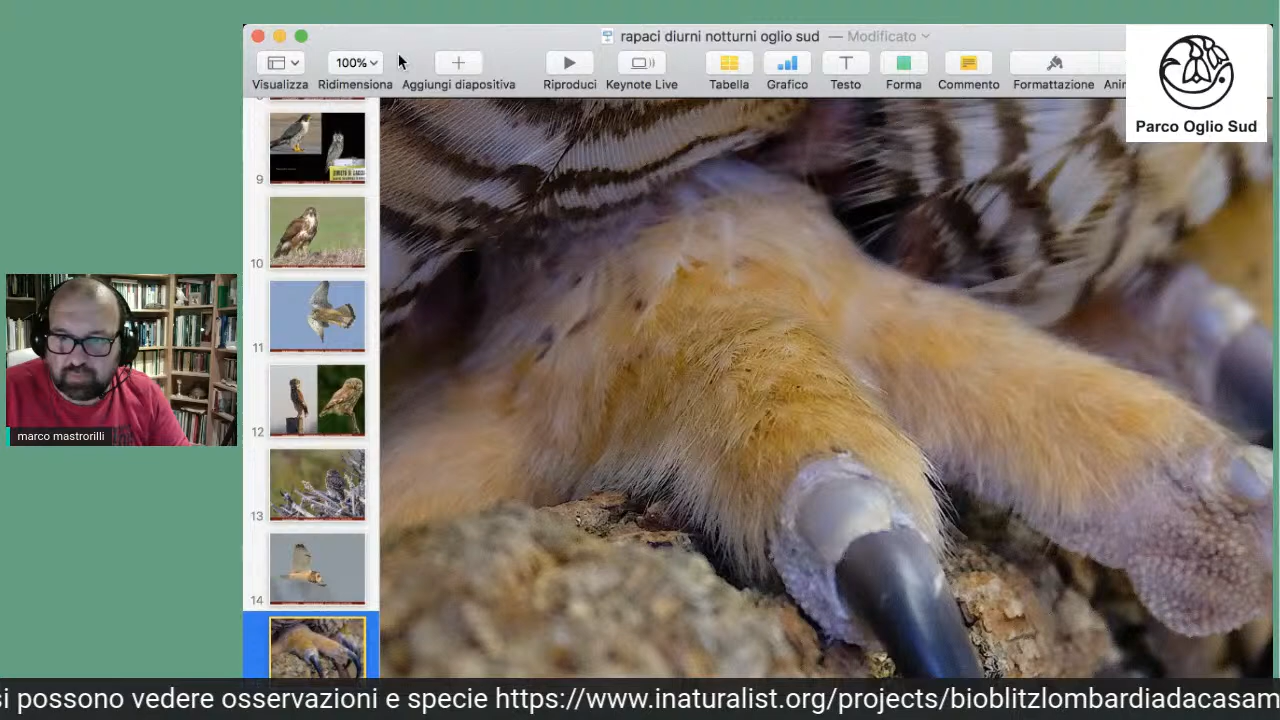 rapaci diurni notturni oglio sud — Modificato
100%
Visualizza Ridimensiona Aggiungi diapositiva Riproduci Keynote Live Tabella Grafico Testo Forma Commento Formattazione Anim
Parco Oglio Sud
9
10
11
12
13
14
marco mastrorilli
si possono vedere osservazioni e specie https://www.inaturalist.org/projects/bioblitzlombardiadacasam